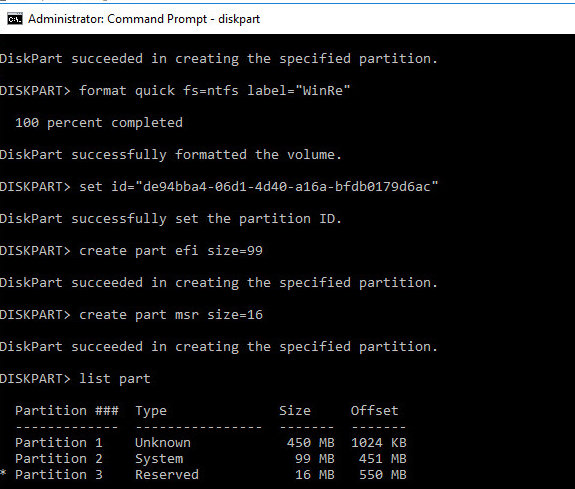 Administrator: Command Prompt - diskpart
DiskPart succeeded in creating the specified partition.
DISKPART> format quick fs=ntfs label="WinRe"
100 percent completed
DiskPart successfully formatted the volume.
DISKPART> set id="de94bba4-06d1-4d40-a16a-bfdb0179d6ac"
DiskPart successfully set the partition ID.
DISKPART> create part efi size=99
DiskPart succeeded in creating the specified partition.
DISKPART> create part msr size=16
DiskPart succeeded in creating the specified partition.
DISKPART> list part
Partition ### Type Size Offset
------------- ---------------- ------- -------
Partition 1 Unknown 450 MB 1024 KB
Partition 2 System 99 MB 451 MB
* Partition 3 Reserved 16 MB 550 MB